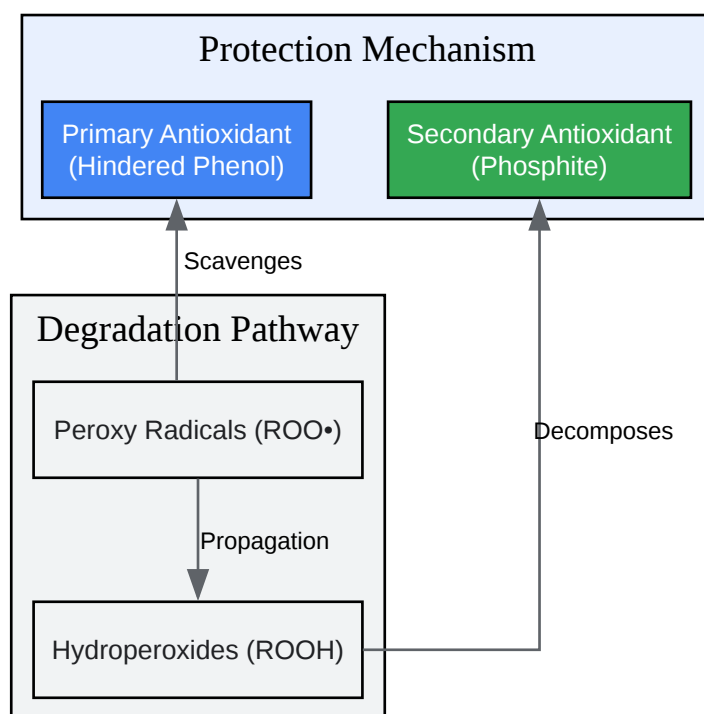 Protection Mechanism
Primary Antioxidant
(Hindered Phenol)
Secondary Antioxidant
(Phosphite)
Scavenges
Degradation Pathway
Peroxy Radicals (ROO•)
Decomposes
Propagation
Hydroperoxides (ROOH)